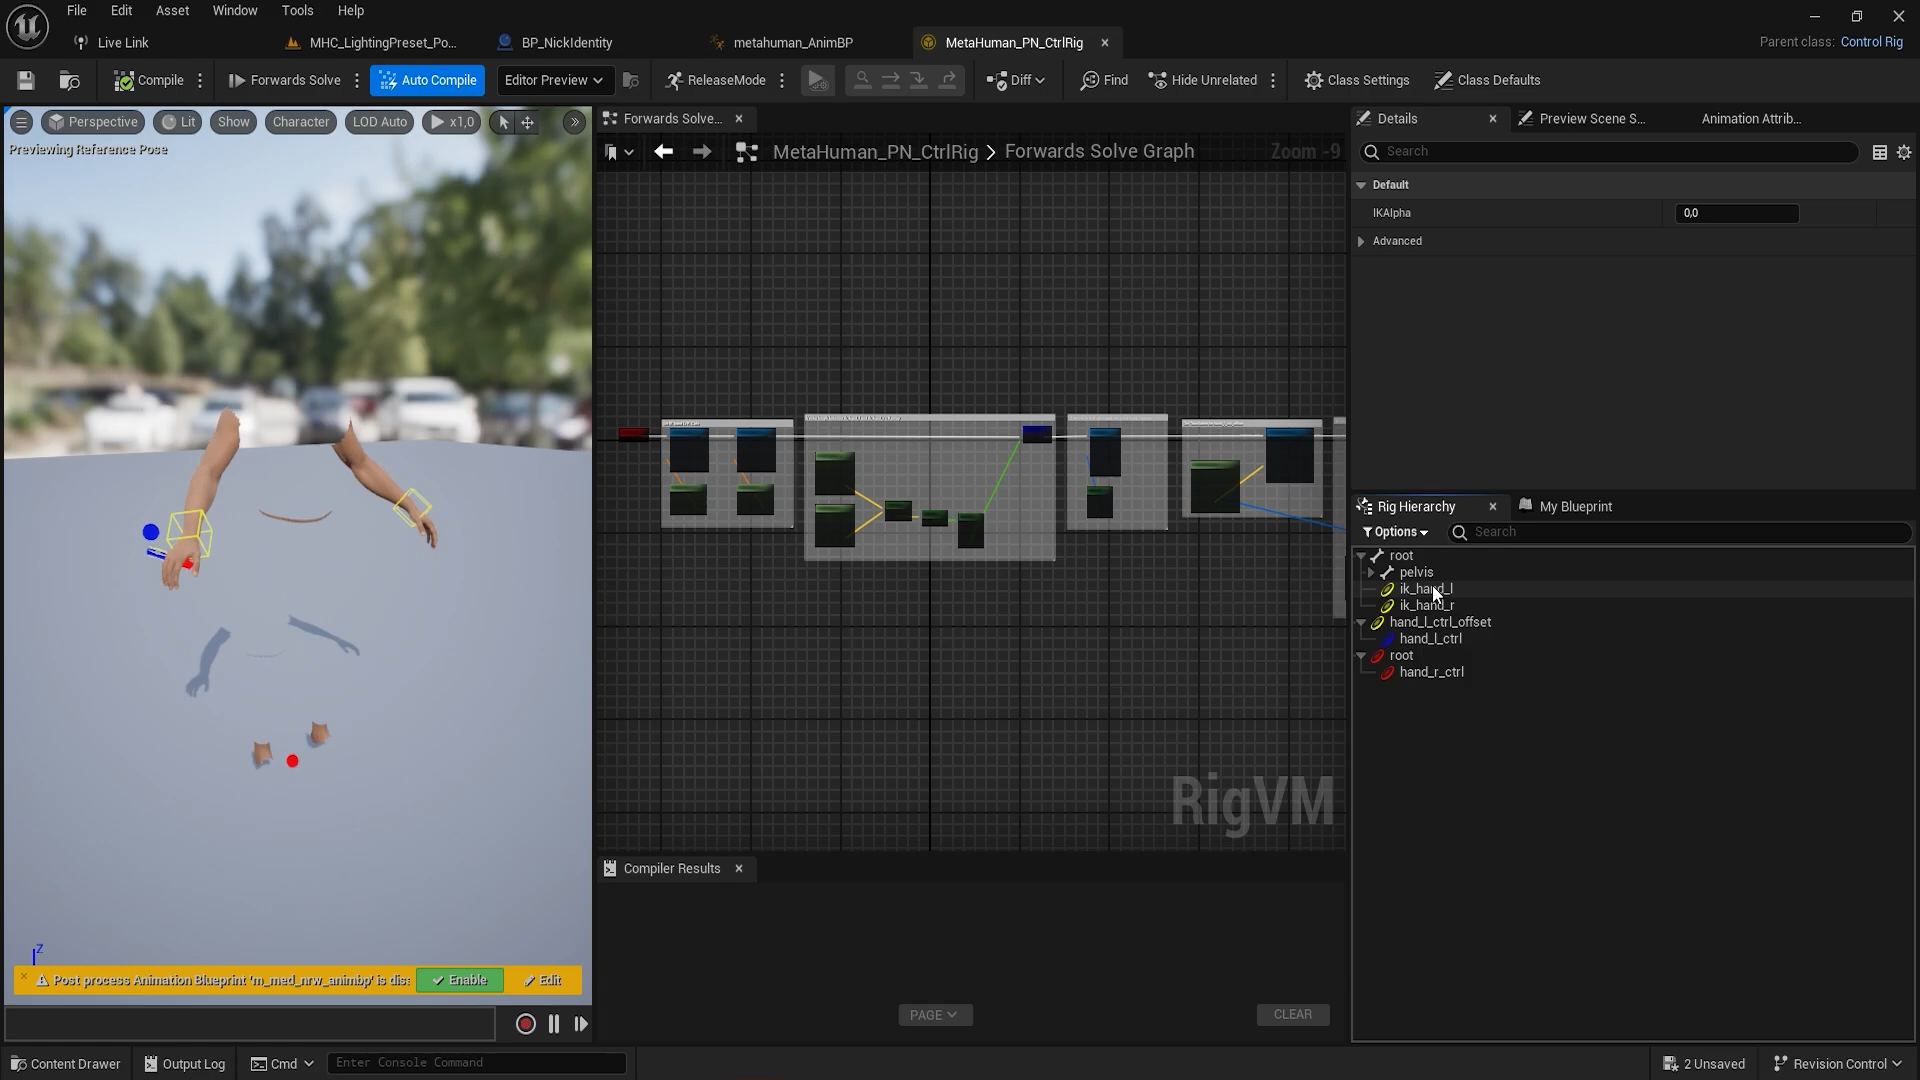 File Edit Asset Window Tools Help
Live Link
MHC_LightingPreset_Po...
BP_NickIdentity
metahuman_AnimBP
MetaHuman_PN_CtrlRig
Parent class: Control Rig
Compile
Forwards Solve
Auto Compile
Editor Preview
ReleaseMode
Diff
Find
Hide Unrelated
Class Settings
Class Defaults
Perspective
Lit
Show
Character
LOD Auto
x1,0
Previewing Reference Pose
Z
Post process Animation Blueprint 'm_med_nrw_animbp' is dis
Enable
Edit
Forwards Solve...
MetaHuman_PN_CtrlRig > Forwards Solve Graph
Zoom -9
RigVM
Compiler Results
PAGE
CLEAR
Details
Preview Scene S...
Animation Attrib...
Search
Default
IKAlpha
0,0
Advanced
Rig Hierarchy
My Blueprint
Options
Search
root
pelvis
ik_hand_l
ik_hand_r
hand_l_ctrl_offset
hand_l_ctrl
root
hand_r_ctrl
Content Drawer
Output Log
Cmd
Enter Console Command
2 Unsaved
Revision Control